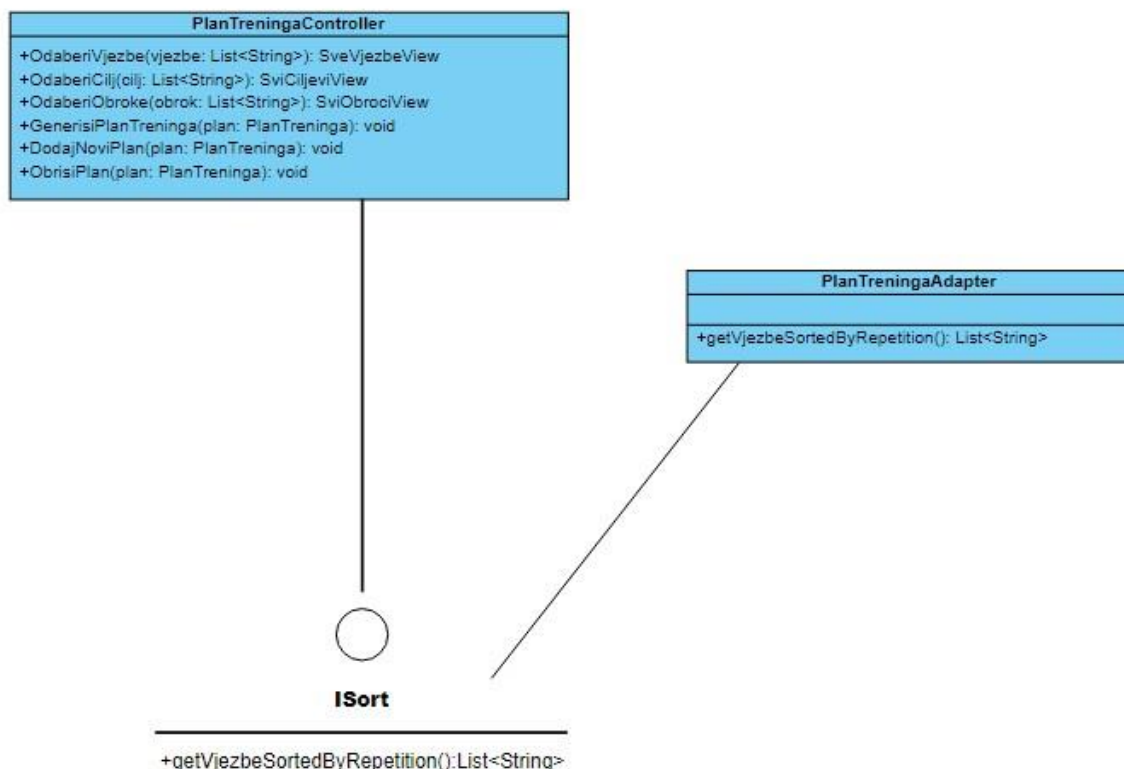 PlanTreningaController
+OdaberiVjezbe(vjezbe: List<String>): SveVjezbeView
+OdaberiCilj(cilj: List<String>): SviCiljeviView
+OdaberiObroke(obrok: List<String>): SviObrociView
+GenerisiPlanTreninga(plan: PlanTreninga): void
+DodajNoviPlan(plan: PlanTreninga): void
+ObrisiPlan(plan: PlanTreninga): void
PlanTreningaAdapter
+getVjezbeSortedByRepetition(): List<String>
ISort
+getVjezbeSortedByRepetition():List<String>